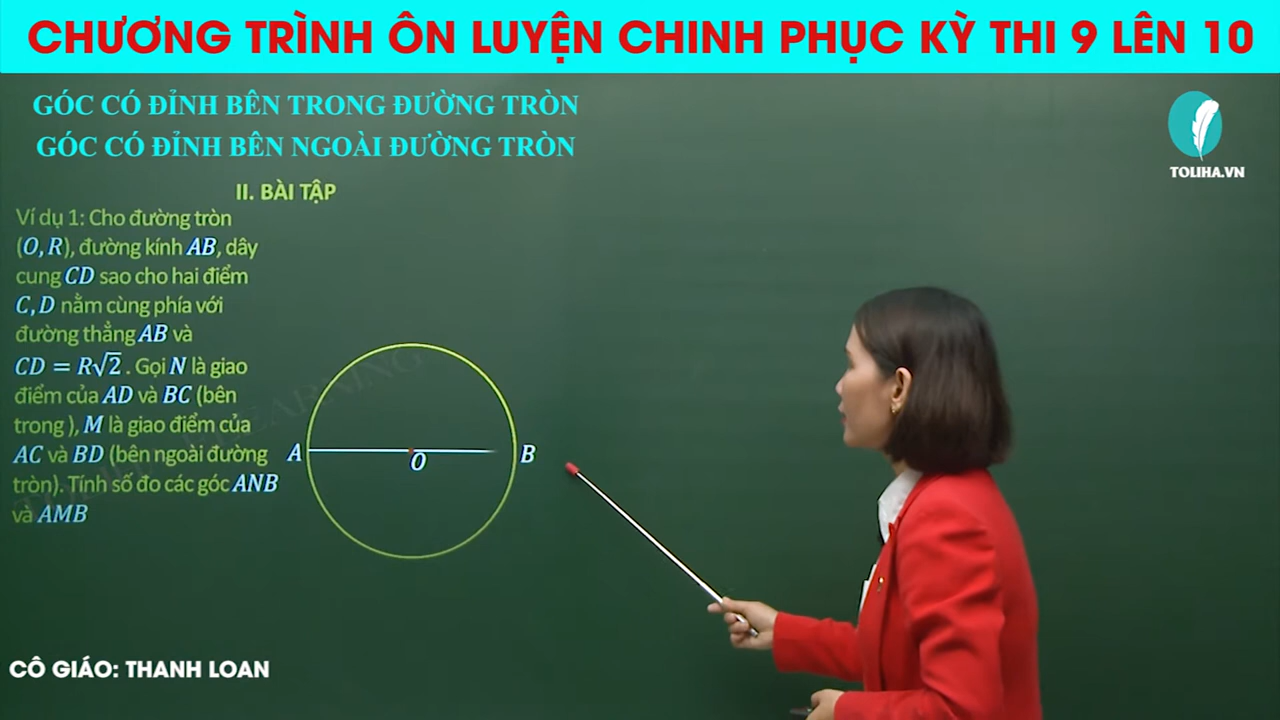 CHƯƠNG TRÌNH ÔN LUYỆN CHINH PHỤC KỲ THI 9 LÊN 10
GÓC CÓ ĐỈNH BÊN TRONG ĐƯỜNG TRÒN
GÓC CÓ ĐỈNH BÊN NGOÀI ĐƯỜNG TRÒN
TOLIHA.VN
II. BÀI TẬP
Ví dụ 1: Cho đường tròn
(O, R), đường kính AB, dây
cung CD sao cho hai điểm
C, D nằm cùng phía với
đường thẳng AB và
CD = R√2 . Gọi N là giao
điểm của AD và BC (bên
trong ), M là giao điểm của
AC và BD (bên ngoài đường
tròn). Tính số đo các góc ANB
và AMB
A
O
B
CÔ GIÁO: THANH LOAN